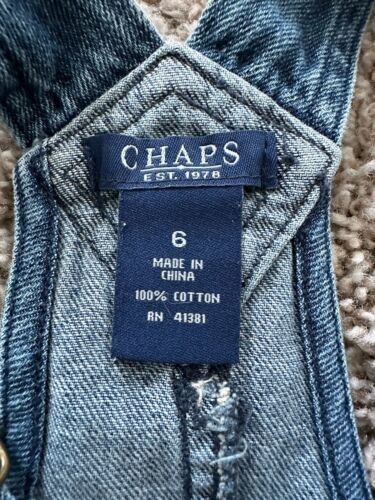 CHAPS
EST. 1978
6
MADE IN
CHINA
100% COTTON
RN 41381